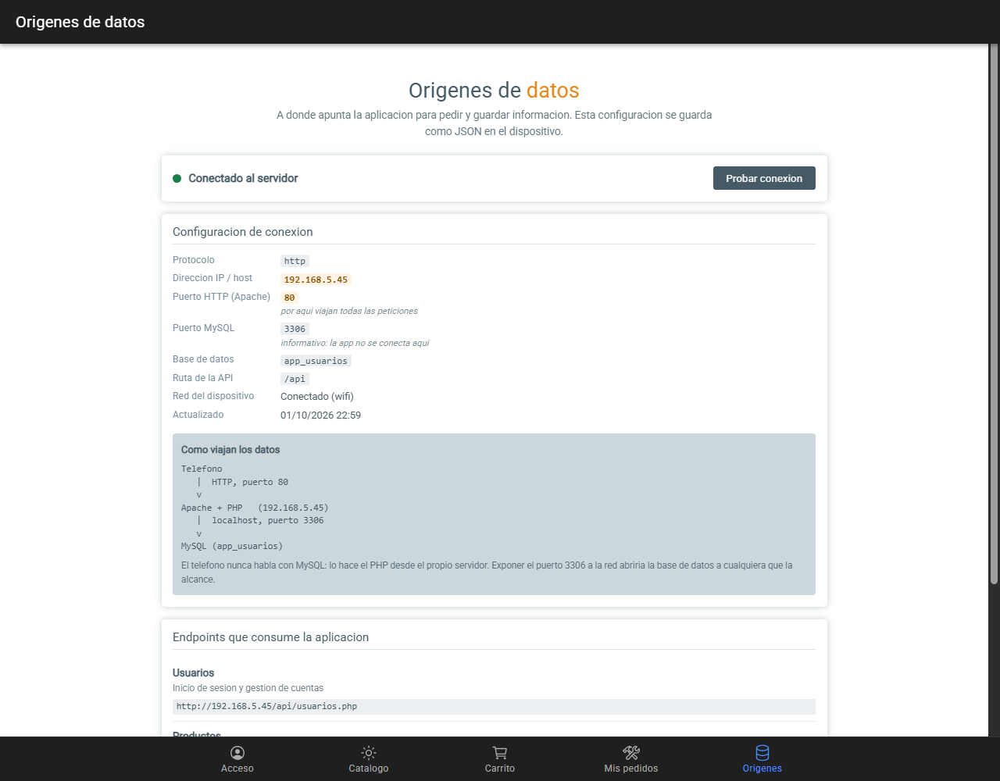 Origenes de datos
Origenes de datos
A donde apunta la aplicacion para pedir y guardar informacion. Esta configuracion se guarda
como JSON en el dispositivo.
Conectado al servidor
Probar conexion
Configuracion de conexion
Protocolo http
Direccion IP / host 192.168.5.45
Puerto HTTP (Apache) 80
por aqui viajan todas las peticiones
Puerto MySQL 3306
informativo: la app no se conecta aqui
Base de datos app_usuarios
Ruta de la API /api
Red del dispositivo Conectado (wifi)
Actualizado 01/10/2026 22:59
Como viajan los datos
Telefono
| HTTP, puerto 80
v
Apache + PHP (192.168.5.45)
| localhost, puerto 3306
v
MySQL (app_usuarios)
El telefono nunca habla con MySQL: lo hace el PHP desde el propio servidor. Exponer el puerto 3306 a la red abriria la base de datos a cualquiera que la
alcance.
Endpoints que consume la aplicacion
Usuarios
Inicio de sesion y gestion de cuentas
http://192.168.5.45/api/usuarios.php
Productos
Acceso
Catalogo
Carrito
Mis pedidos
Origenes